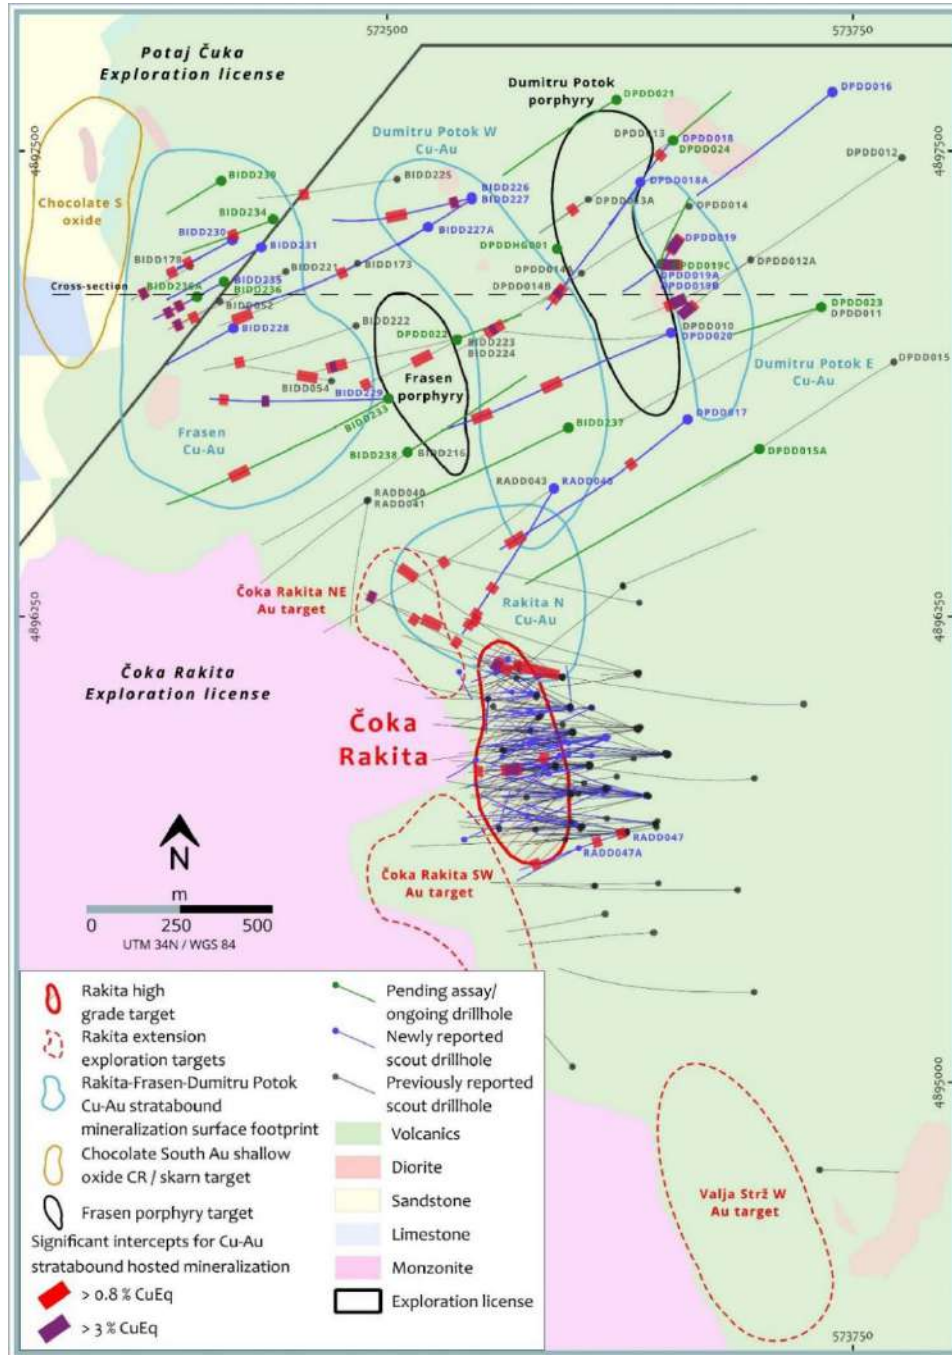 572500
573750
Potaj Čuka
Exploration license
Dumitru Potok
porphyry
DPDD021
DPDD016
DPDD013
DPDD018
DPDD024
4897500
4897500
Dumitru Potok W
Cu-Au
DPDD012
BIDD239
BIDD225
BIDD226
BIDD227
DPDD018A
DPDD013A
DPDD014
Chocolate S
oxide
BIDD234
BIDD230
BIDD231
BIDD227A
DPDDHG001
DPDD019
BIDD178
BIDD221
BIDD173
DPDD014A
DPDD019C
DPDD019A
DPDD019B
DPDD012A
Cross-section
BIDD236A
BIDD235
BIDD236
BIDD052
DPDD014B
DPDD023
DPDD011
BIDD228
BIDD222
DPDD022
BIDD223
BIDD224
DPDD010
DPDD020
DPDD015
Dumitru Potok E
Cu-Au
BIDD054
BIDD229
Frasen
porphyry
BIDD233
Frasen
Cu-Au
BIDD237
DPDD017
BIDD238
BIDD216
DPDD015A
RADD040
RADD041
RADD043
Čoka Rakita NE
Au target
Rakita N
Cu-Au
4896250
4896250
Čoka Rakita
Exploration license
Čoka
Rakita
RADD047
RADD047A
Čoka Rakita SW
Au target
N
m
0 250 500
UTM 34N / WGS 84
4895000
Valja Strž W
Au target
Rakita high
grade target
Rakita extension
exploration targets
Rakita-Frasen-Dumitru Potok
Cu-Au stratabound
mineralization surface footprint
Chocolate South Au shallow
oxide CR / skarn target
Frasen porphyry target
Significant intercepts for Cu-Au
stratabound hosted mineralization
> 0.8 % CuEq
> 3 % CuEq
Pending assay/
ongoing drillhole
Newly reported
scout drillhole
Previously reported
scout drillhole
Volcanics
Diorite
Sandstone
Limestone
Monzonite
Exploration license
573750